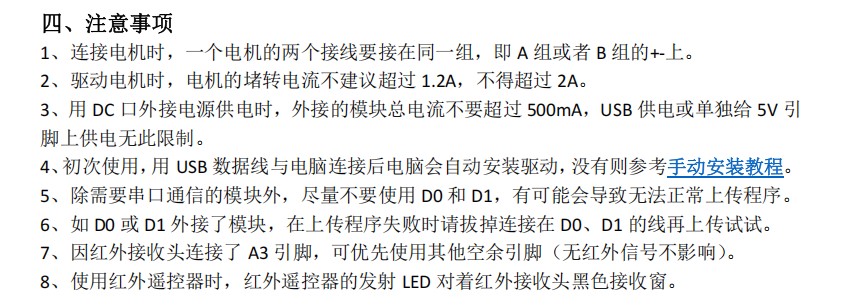 四、注意事项
1、连接电机时，一个电机的两个接线要接在同一组，即 A 组或者 B 组的+-上。
2、驱动电机时，电机的堵转电流不建议超过 1.2A，不得超过 2A。
3、用 DC 口外接电源供电时，外接的模块总电流不要超过 500mA，USB 供电或单独给 5V 引
脚上供电无此限制。
4、初次使用，用 USB 数据线与电脑连接后电脑会自动安装驱动，没有则参考手动安装教程。
5、除需要串口通信的模块外，尽量不要使用 D0 和 D1，有可能会导致无法正常上传程序。
6、如 D0 或 D1 外接了模块，在上传程序失败时请拔掉连接在 D0、D1 的线再上传试试。
7、因红外接收头连接了 A3 引脚，可优先使用其他空余引脚（无红外信号不影响）。
8、使用红外遥控器时，红外遥控器的发射 LED 对着红外接收头黑色接收窗。